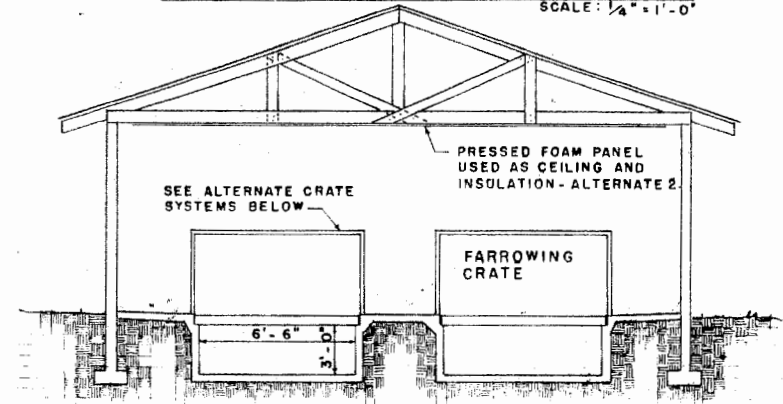 SCALE: 1/4" = 1'-0"
PRESSED FOAM PANEL
USED AS CEILING AND
INSULATION - ALTERNATE 2.
SEE ALTERNATE CRATE
SYSTEMS BELOW
FARROWING
CRATE
6'-6"
3'-0"